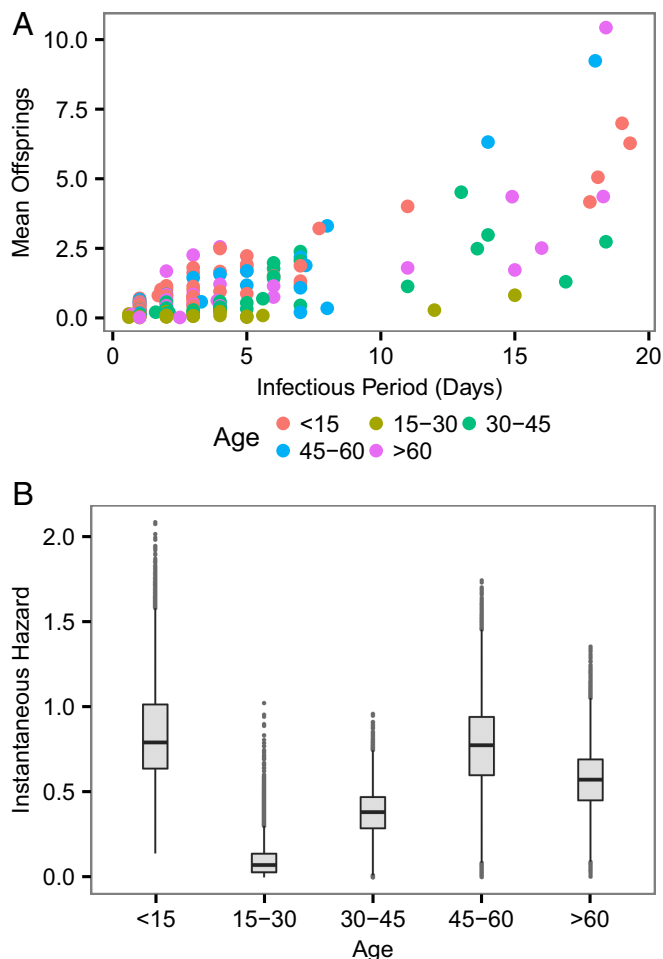 A
10.0
7.5
5.0
2.5
0.0
Mean Offsprings
0 5 10 15 20
Infectious Period (Days)
Age <15 15−30 30−45
45−60 >60
B
2.0
1.5
1.0
0.5
0.0
Instantaneous Hazard
<15 15−30 30−45 45−60 >60
Age